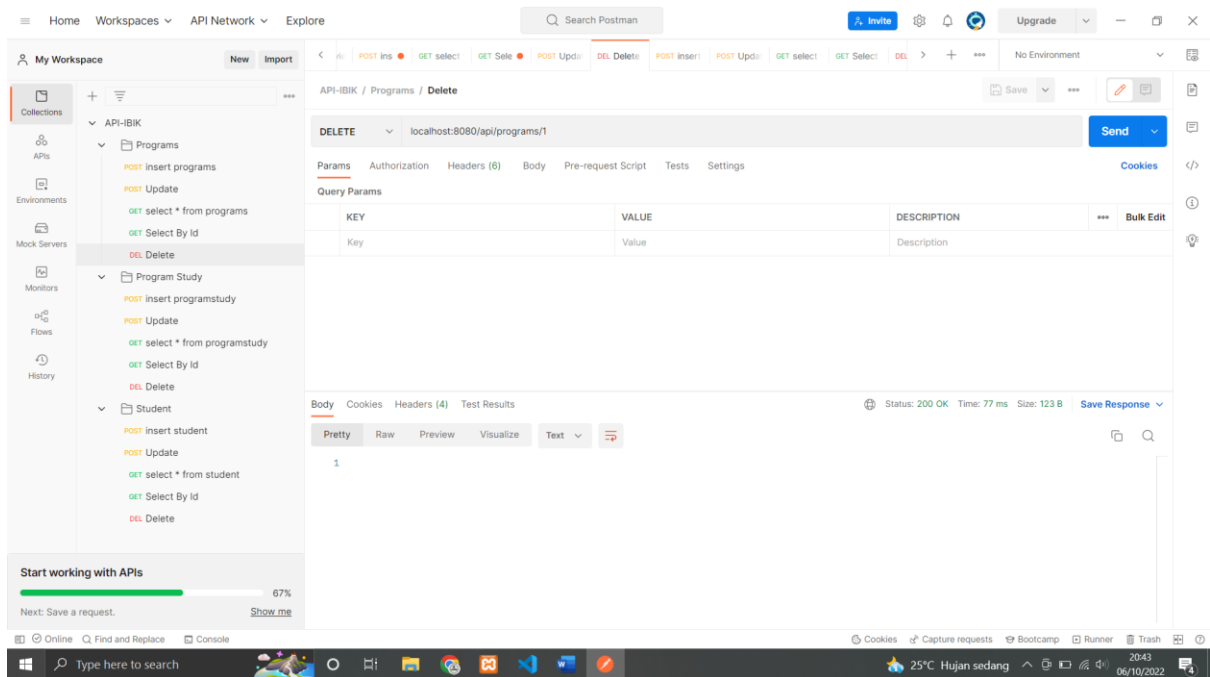 Home Workspaces API Network Explore Search Postman Invite Upgrade
My Workspace New Import POST ins GET select GET Sele POST Updat DEL Delete POST insert POST Upda GET select GET Select DEL No Environment
Collections
APIs
Environments
Mock Servers
Monitors
Flows
History
API-IBIK
Programs
POST insert programs
POST Update
GET select * from programs
GET Select By Id
DEL Delete
Program Study
POST insert programstudy
POST Update
GET select * from programstudy
GET Select By Id
DEL Delete
Student
POST insert student
POST Update
GET select * from student
GET Select By Id
DEL Delete
Start working with APIs
67%
Next: Save a request. Show me
API-IBIK / Programs / Delete Save
DELETE localhost:8080/api/programs/1 Send
Params Authorization Headers (6) Body Pre-request Script Tests Settings Cookies
Query Params
KEY VALUE DESCRIPTION Bulk Edit
Key Value Description
Body Cookies Headers (4) Test Results Status: 200 OK Time: 77 ms Size: 123 B Save Response
Pretty Raw Preview Visualize Text
1
Online Find and Replace Console Cookies Capture requests Bootcamp Runner Trash
Type here to search 25°C Hujan sedang 20:43
06/10/2022
4